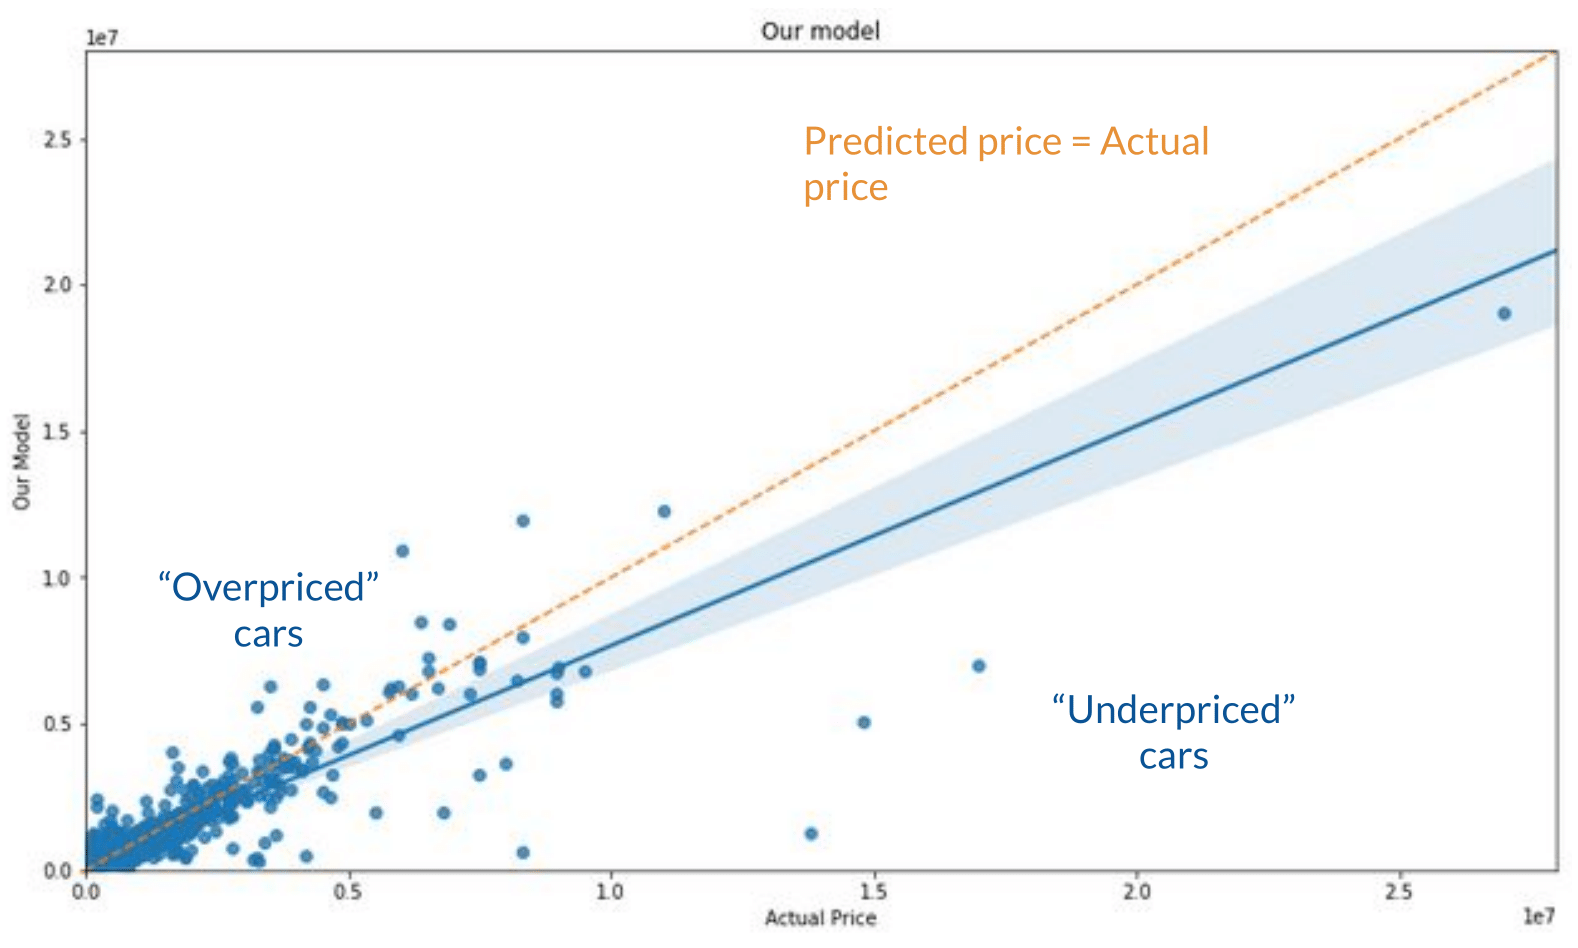 Our model
1e7
2.5
2.0
1.5
1.0
0.5
0.0
Our Model
Predicted price = Actual
price
“Overpriced”
cars
“Underpriced”
cars
0.0 0.5 1.0 1.5 2.0 2.5
1e7
Actual Price